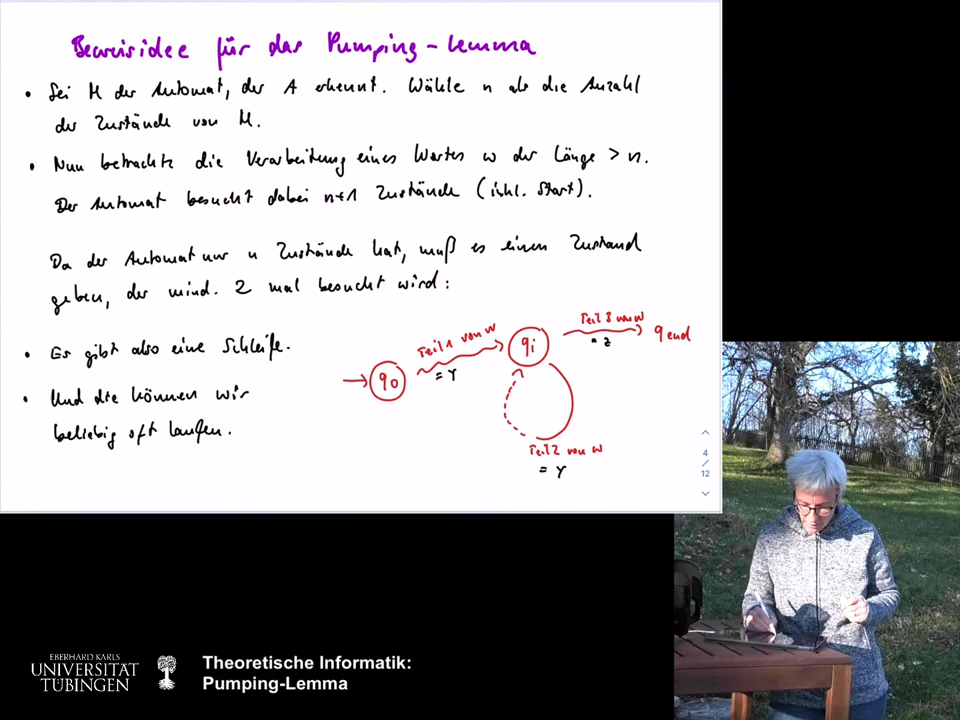 Beweisidee für das Pumping-Lemma
• Sei M der Automat, der A erkennt. Wähle n als die Anzahl
der Zustände von M.
• Nun betrachte die Verarbeitung eines Wortes w der Länge > n.
Der Automat besucht dabei n+1 Zustände (inkl. Start).
Da der Automat nur n Zustände hat, muß es einen Zustand
geben, der mind. 2 mal besucht wird:
• Es gibt also eine Schleife.
• Und die können wir
beliebig oft laufen.
q0
Teil 1 von w
= Y
qi
Teil 3 von w
= z
q end
Teil 2 von w
= Y
4
/
12
EBERHARD KARLS
UNIVERSITÄT
TÜBINGEN
Theoretische Informatik:
Pumping-Lemma